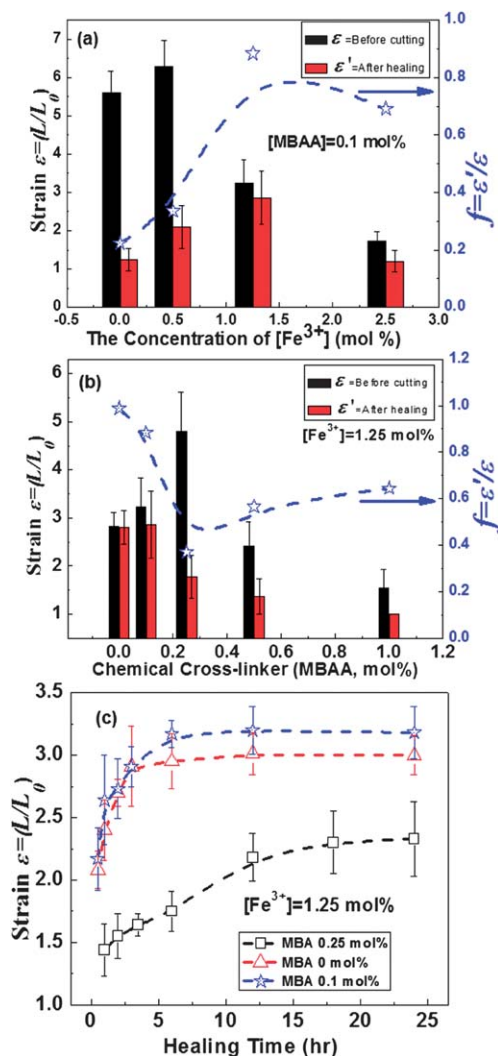 (a)
ε =Before cutting
ε' =After healing
[MBAA]=0.1 mol%
Strain ε=(L/L0)
7
6
5
4
3
2
1
0
1.0
0.8
0.6
0.4
0.2
0.0
f=ε'/ε
-0.5 0.0 0.5 1.0 1.5 2.0 2.5 3.0
The Concentration of [Fe3+] (mol %)
(b)
ε =Before cutting
ε' =After healing
[Fe3+]=1.25 mol%
Strain ε=(L/L0)
6
5
4
3
2
1
1.2
1.0
0.8
0.6
0.4
0.2
0.0
f=ε'/ε
0.0 0.2 0.4 0.6 0.8 1.0 1.2
Chemical Cross-linker (MBAA, mol%)
(c)
Strain ε=(L/L0)
3.5
3.0
2.5
2.0
1.5
1.0
[Fe3+]=1.25 mol%
MBA 0.25 mol%
MBA 0 mol%
MBA 0.1 mol%
0 5 10 15 20 25
Healing Time (hr)